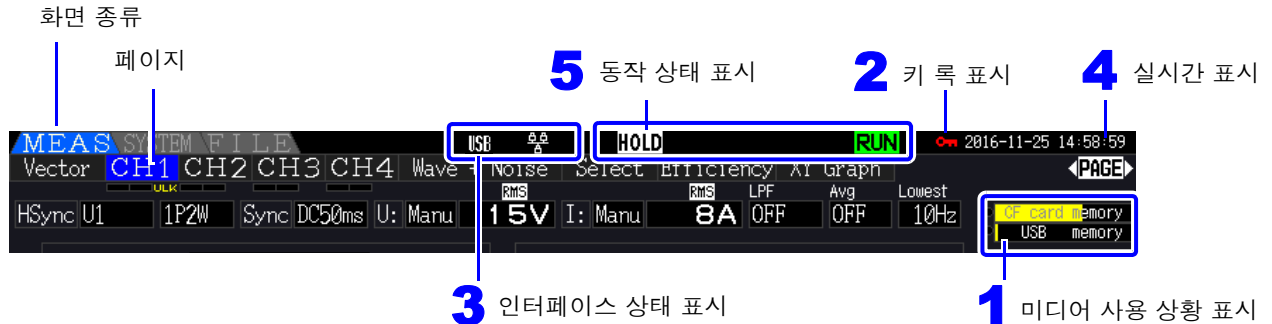 화면 종류
페이지
5 동작 상태 표시
2 키 록 표시
4 실시간 표시
MEAS SYSTEM FILE USB HOLD RUN 2016-11-25 14:58:59
Vector CH1 CH2 CH3 CH4 Wave + Noise Select Efficiency XY Graph PAGE
ULK RMS RMS LPF Avg Lowest
HSync U1 1P2W Sync DC50ms U: Manu 15V I: Manu 8A OFF OFF 10Hz
CF card memory
USB memory
3 인터페이스 상태 표시
1 미디어 사용 상황 표시